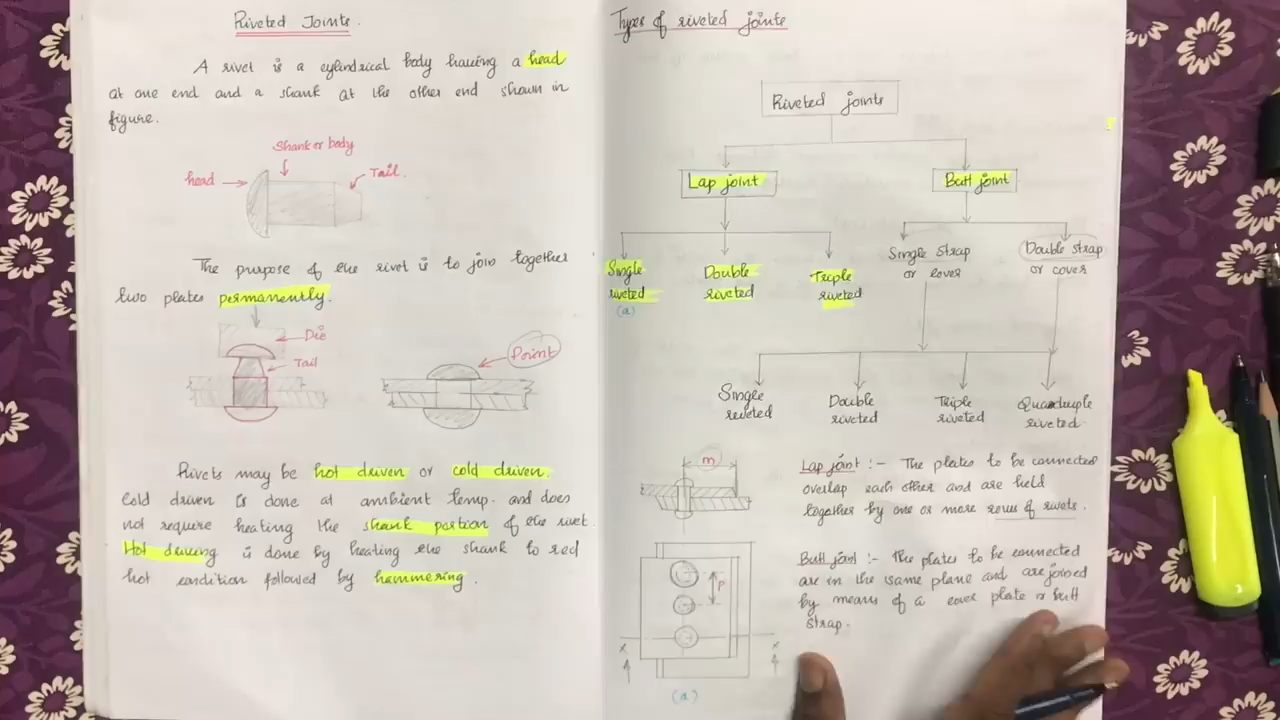 Riveted Joints.
A rivet is a cylindrical body having a head
at one end and a shank at the other end shown in
figure.
Shank or body
head
Tail.
The purpose of the rivet is to join together
two plates permanently.
Die
Tail
Point
Rivets may be hot driven or cold driven.
Cold driven is done at ambient temp. and does
not require heating the shank portion of the rivet.
Hot driving is done by heating the shank to red
hot condition followed by hammering.
Types of riveted joints
Riveted joints
Lap joint
Butt joint
Single
riveted
(a)
Double
riveted
Triple
riveted
Single strap
or cover
Double strap
or cover
Single
riveted
Double
riveted
Triple
riveted
Quadruple
riveted
m
Lap joint :- The plates to be connected
overlap each other and are held
together by one or more rows of rivets.
P
X
X
(a)
Butt joint :- The plates to be connected
are in the same plane and are joined
by means of a cover plate or butt
strap.